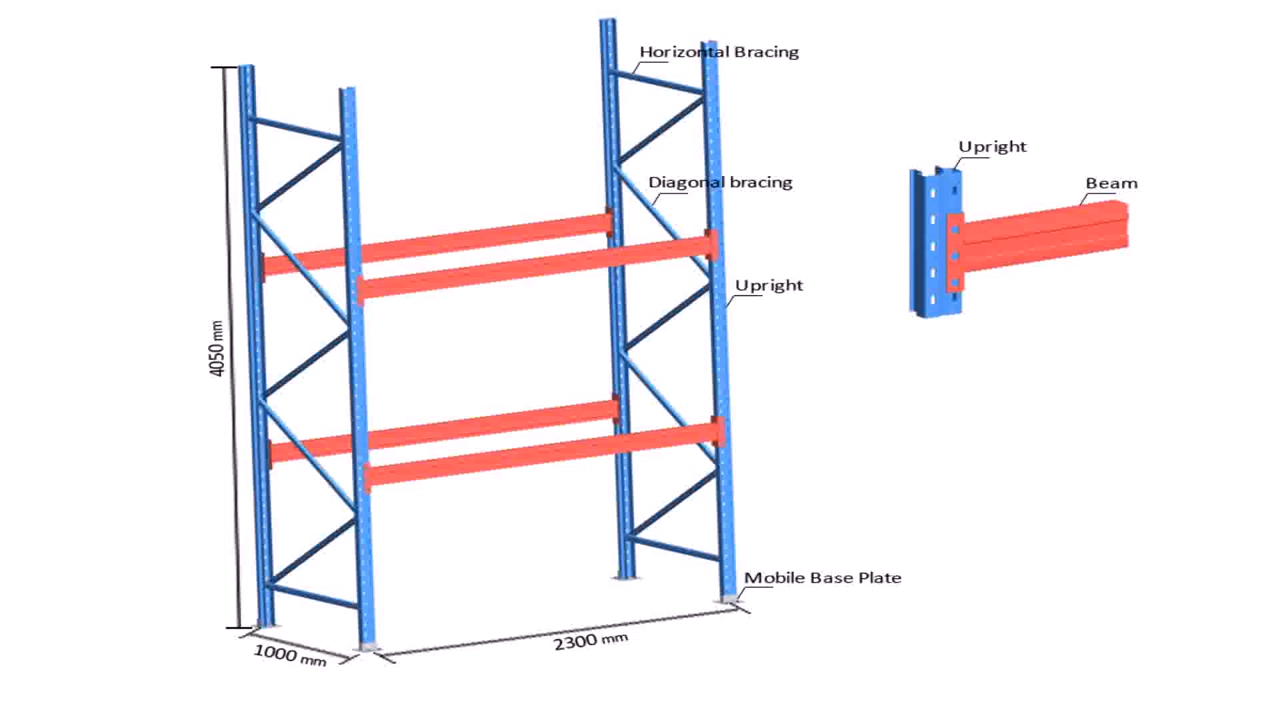 Horizontal Bracing
Upright
Diagonal bracing
Beam
Upright
4050 mm
Mobile Base Plate
2300 mm
1000 mm